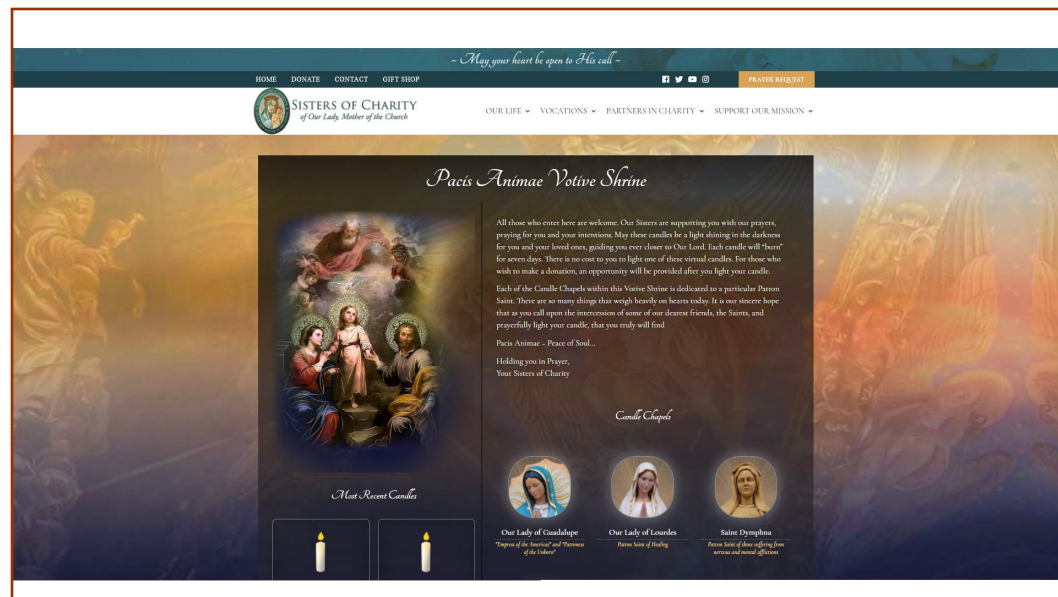 ~ May your heart be open to His call ~
HOME DONATE CONTACT GIFT SHOP
PRAYER REQUEST
SISTERS OF CHARITY
of Our Lady, Mother of the Church
OUR LIFE VOCATIONS PARTNERS IN CHARITY SUPPORT OUR MISSION
Pacis Animae Votive Shrine
All those who enter here are welcome. Our Sisters are supporting you with our prayers,
praying for you and your intentions. May these candles be a light shining in the darkness
for you and your loved ones, guiding you ever closer to Our Lord. Each candle will "burn"
for seven days. There is no cost to you to light one of these virtual candles. For those who
wish to make a donation, an opportunity will be provided after you light your candle.
Each of the Candle Chapels within this Votive Shrine is dedicated to a particular Patron
Saint. There are so many things that weigh heavily on hearts today. It is our sincere hope
that as you call upon the intercession of some of our dearest friends, the Saints, and
prayerfully light your candle, that you truly will find
Pacis Animae – Peace of Soul...
Holding you in Prayer,
Your Sisters of Charity
Candle Chapels
Our Lady of Guadalupe
"Empress of the Americas" and "Patroness
of the Unborn"
Our Lady of Lourdes
Patron Saint of Healing
Saint Dymphna
Patron Saint of those suffering from
nervous and mental afflictions
Most Recent Candles